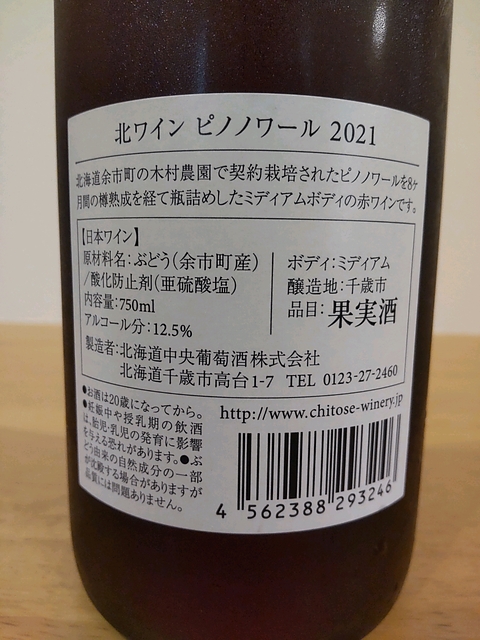 北ワイン ピノノワール 2021
北海道余市町の木村農園で契約栽培されたピノノワールを8ヶ
月間の樽熟成を経て瓶詰めしたミディアムボディの赤ワインです。
【日本ワイン】
原材料名：ぶどう（余市町産）
／酸化防止剤（亜硫酸塩）
内容量：750ml
アルコール分：12.5%
ボディ：ミディアム
醸造地：千歳市
品目：果実酒
製造者：北海道中央葡萄酒株式会社
北海道千歳市高台1-7 TEL 0123-27-2460
●お酒は20歳になってから。
●妊娠中や授乳期の飲酒
は、胎児・乳児の発育に影響
を与える恐れがあります。●ぶ
どう由来の自然成分の一部
が沈殿する場合がありますが
品質には問題ありません。
http://www.chitose-winery.jp
4 562388 293246